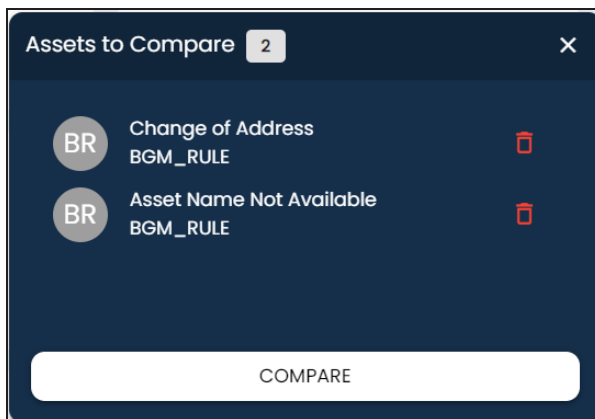 Assets to Compare 2
BR Change of Address
BGM_RULE
BR Asset Name Not Available
BGM_RULE
COMPARE